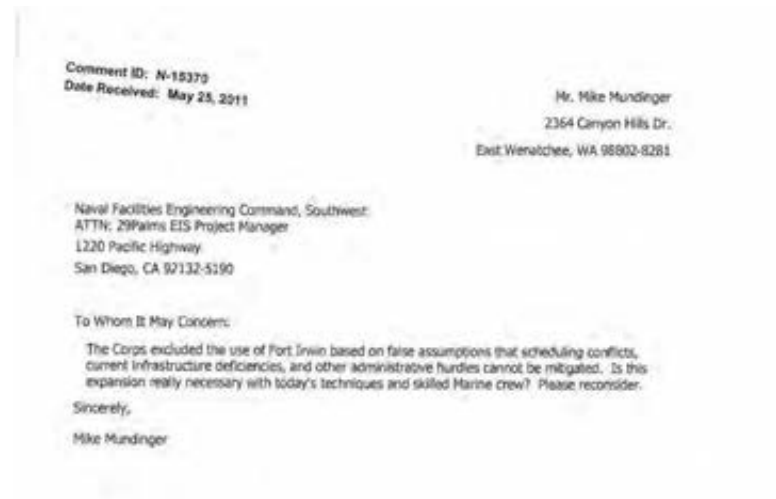 Comment ID: N-15370
Date Received: May 25, 2011
Mr. Mike Mundinger
2364 Canyon Hills Dr.
East Wenatchee, WA 98802-8281
Naval Facilities Engineering Command, Southwest
ATTN: 29Palms EIS Project Manager
1220 Pacific Highway
San Diego, CA 92132-5190
To Whom It May Concern:
The Corps excluded the use of Fort Irwin based on false assumptions that scheduling conflicts,
current infrastructure deficiencies, and other administrative hurdles cannot be mitigated. Is this
expansion really necessary with today's techniques and skilled Marine crew? Please reconsider.
Sincerely,
Mike Mundinger